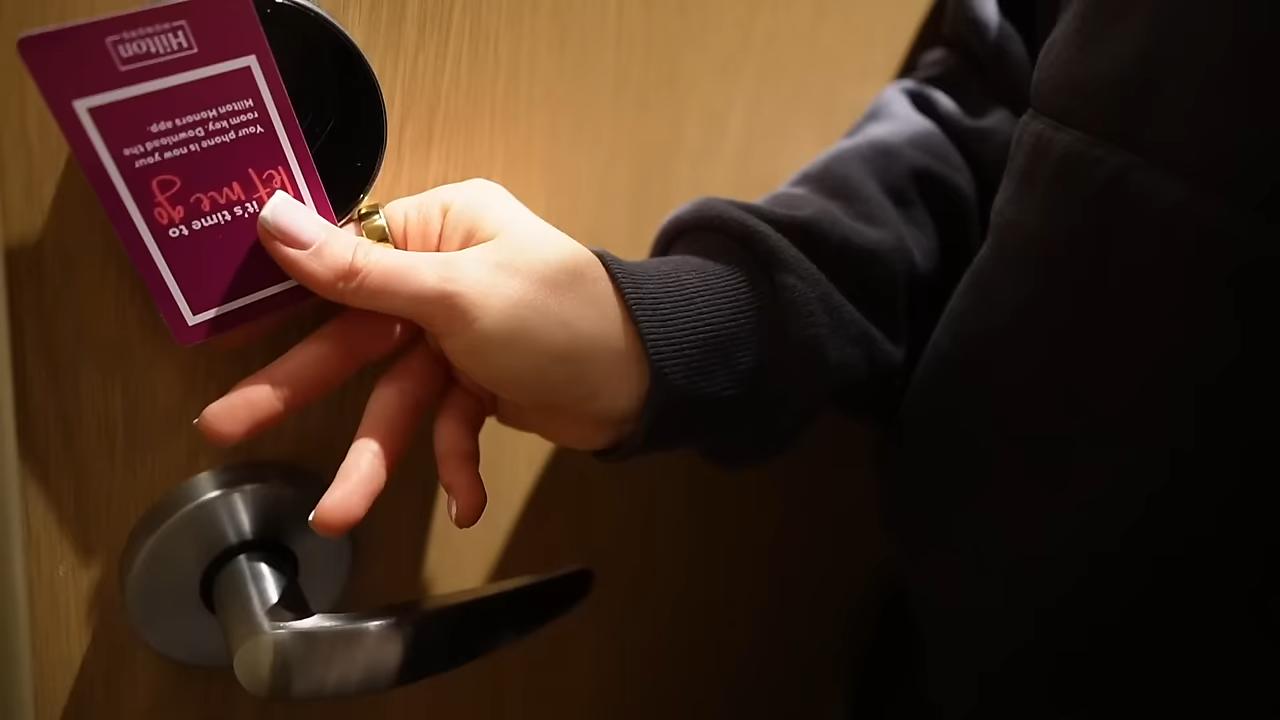 it's time to
let me go
Your phone is now your
room key. Download the
Hilton Honors app.
Hilton
HONORS